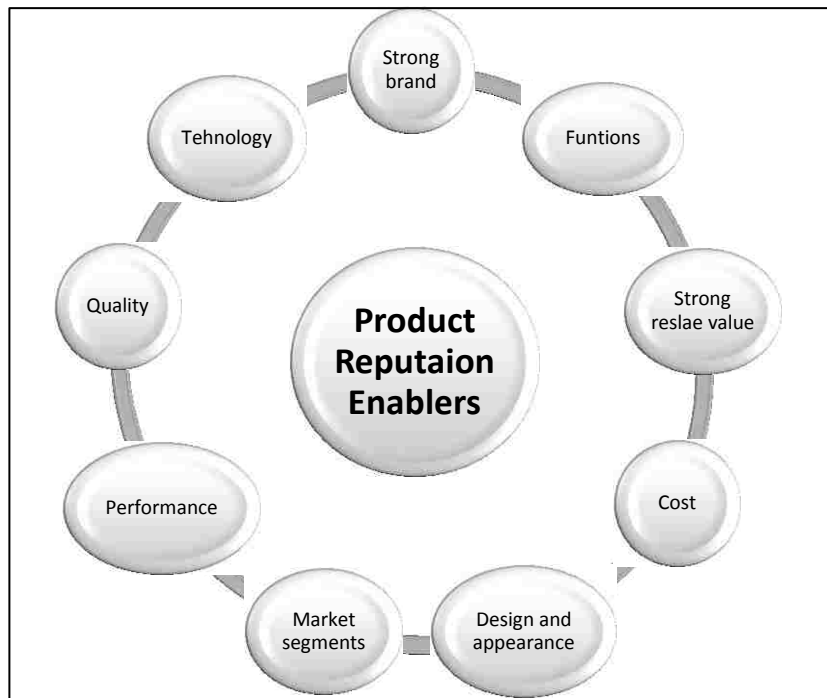 Strong
brand
Tehnology
Funtions
Quality
Strong
reslae value
Product
Reputaion
Enablers
Performance
Cost
Market
segments
Design and
appearance